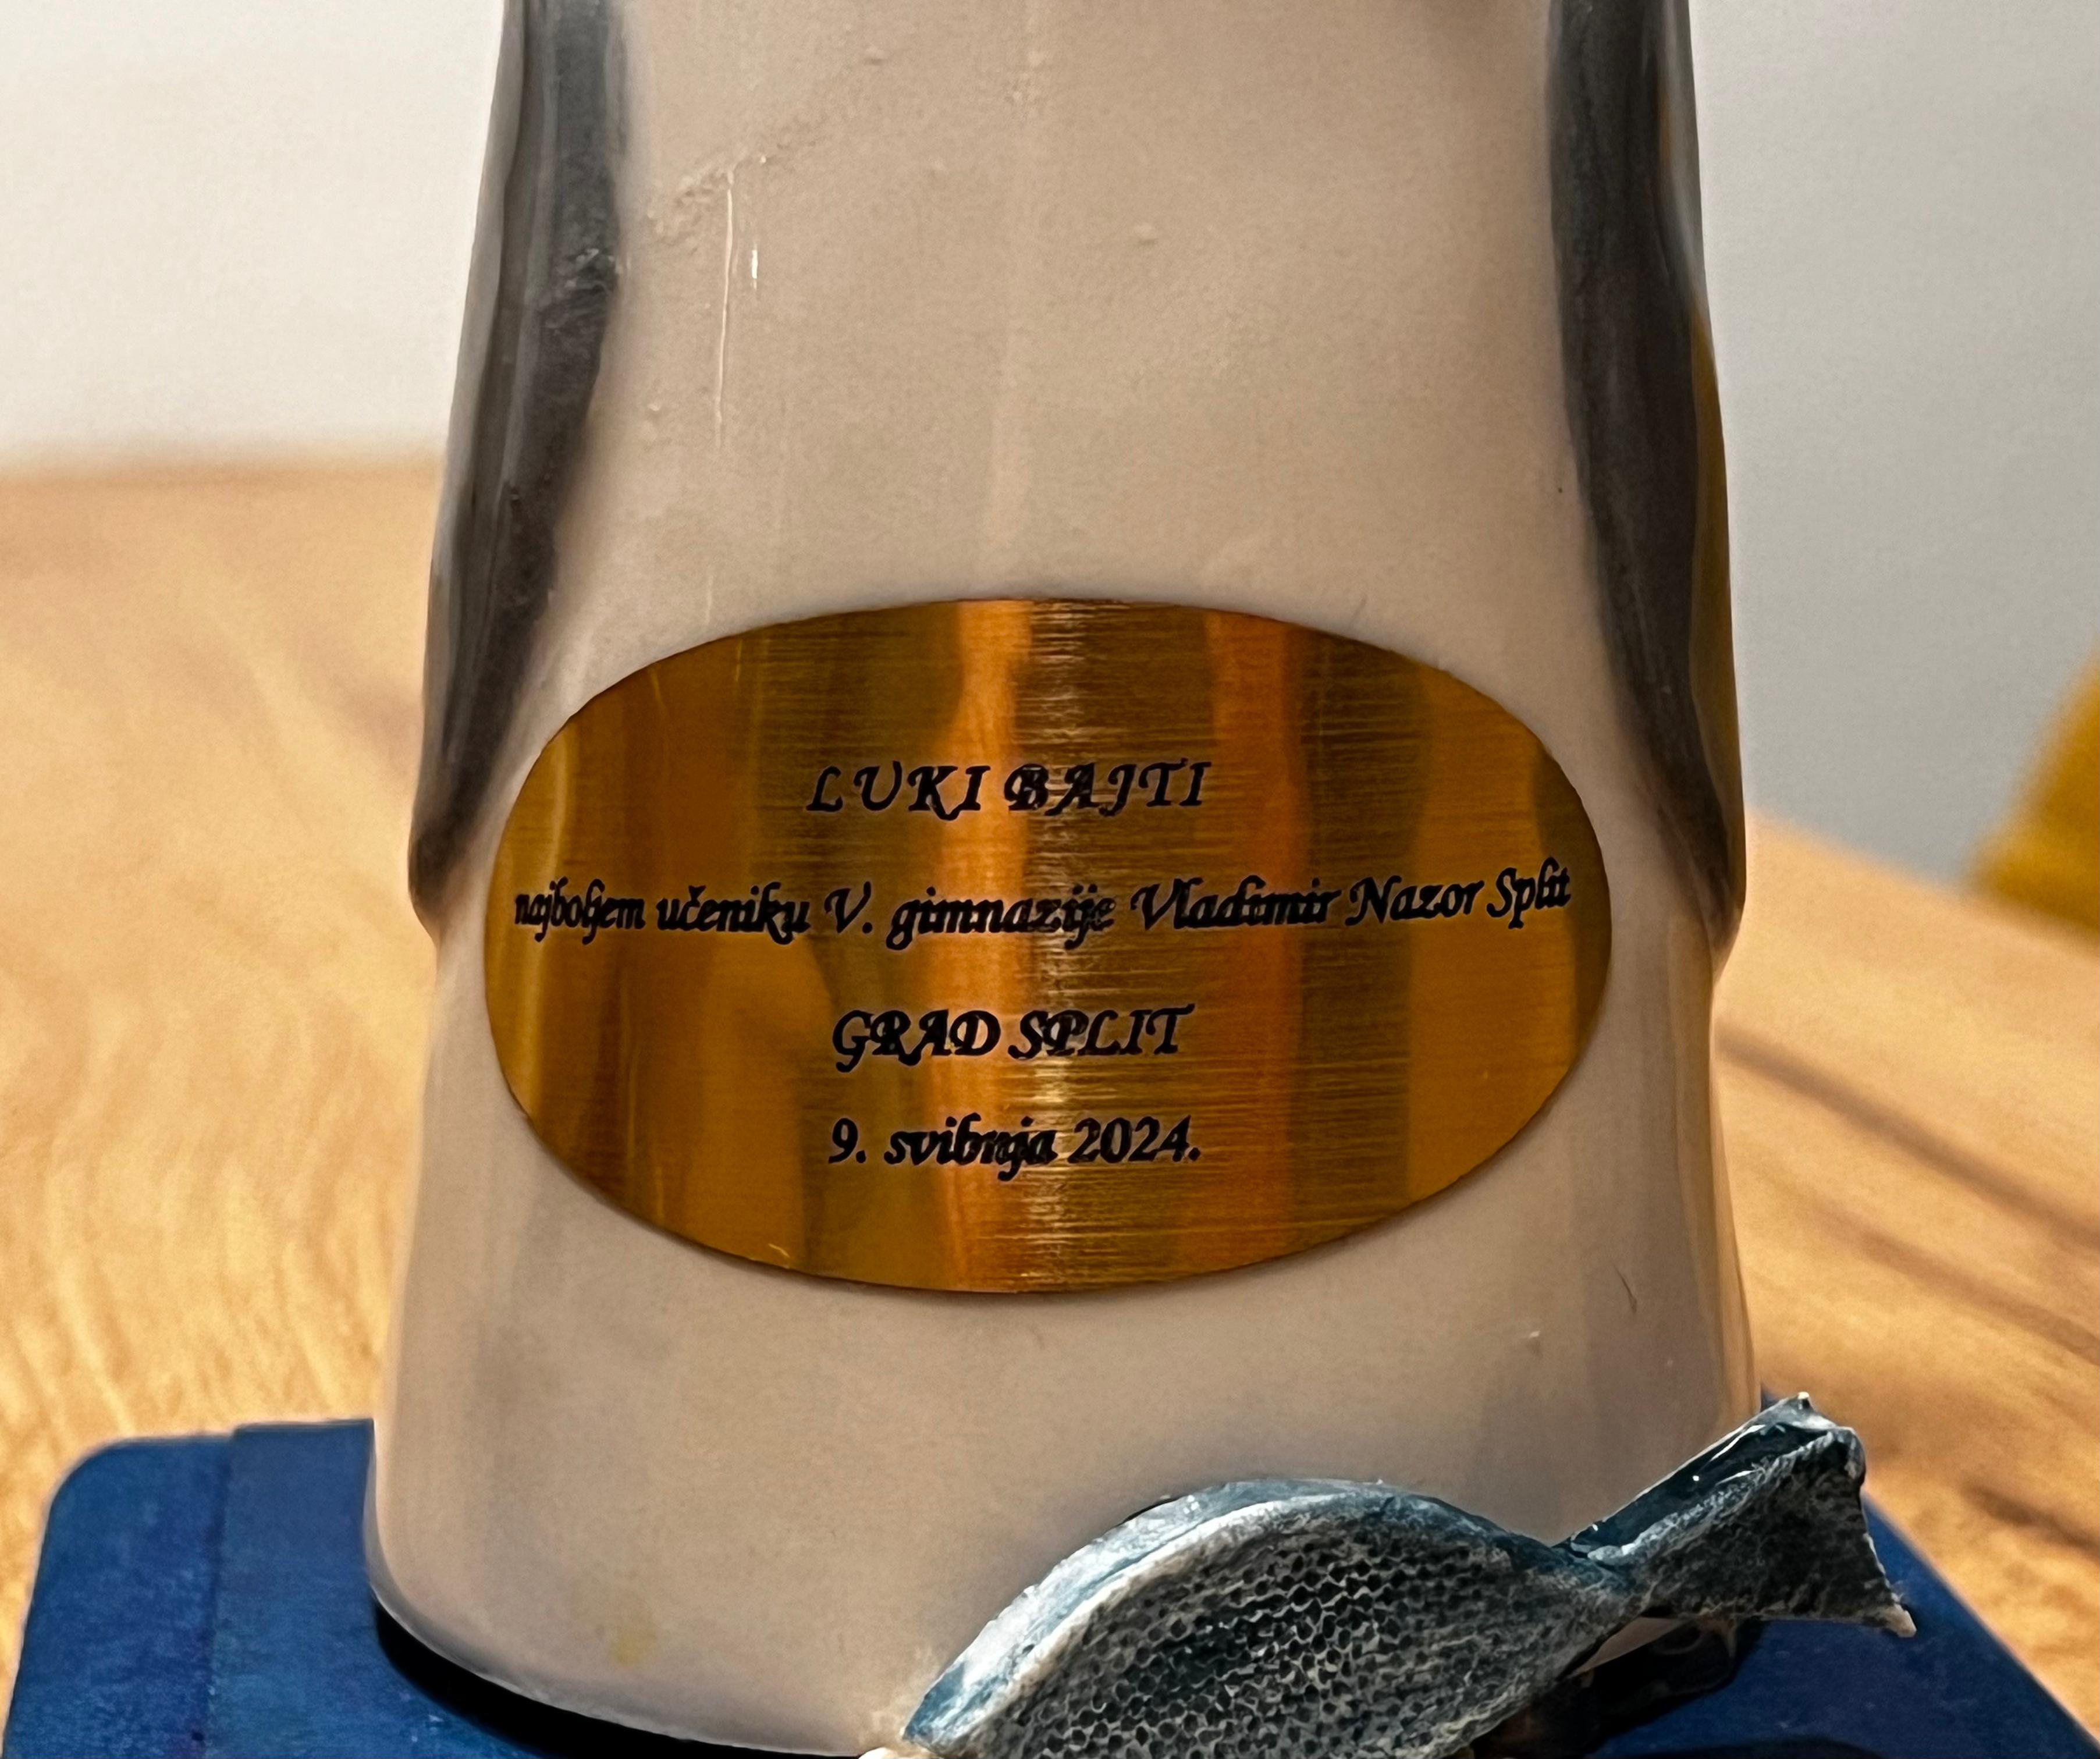 LUKI BAJTI
najboljem učeniku V. gimnazije Vladimir Nazor Split
GRAD SPLIT
9. svibnja 2024.